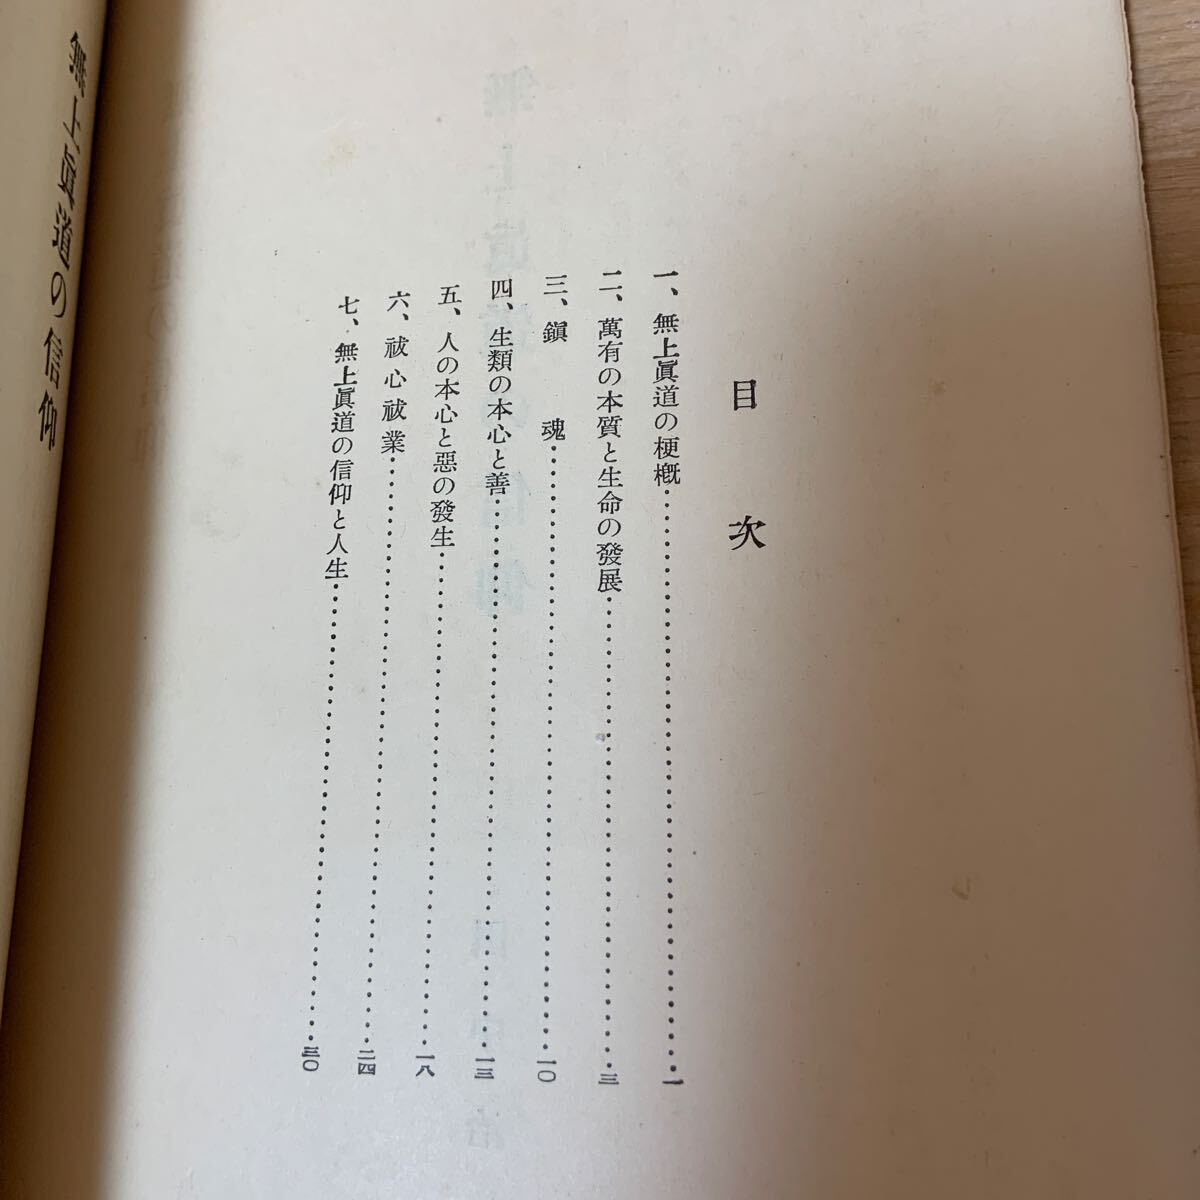 目次
一、無上眞道の梗槪……一
二、萬有の本質と生命の發展……三
三、鎭魂……一〇
四、生類の本心と善……一三
五、人の本心と惡の發生……一八
六、祓心祓業……二四
七、無上眞道の信仰と人生……三〇
無上眞道の信仰